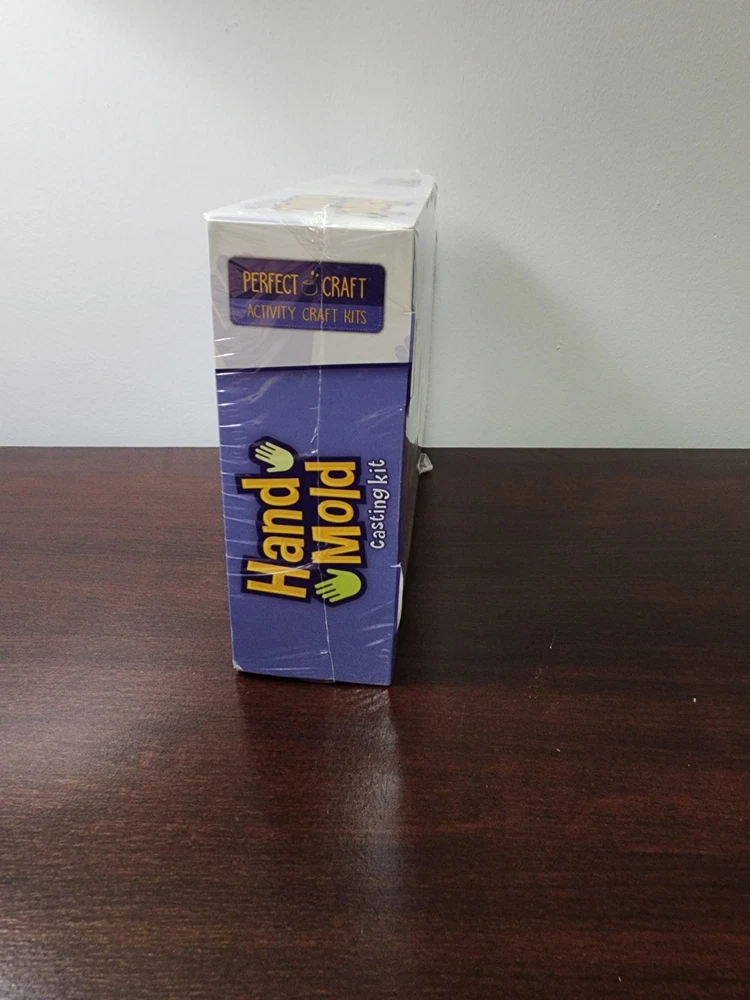 PERFECT CRAFT
ACTIVITY CRAFT KITS
Hand
Mold
casting kit